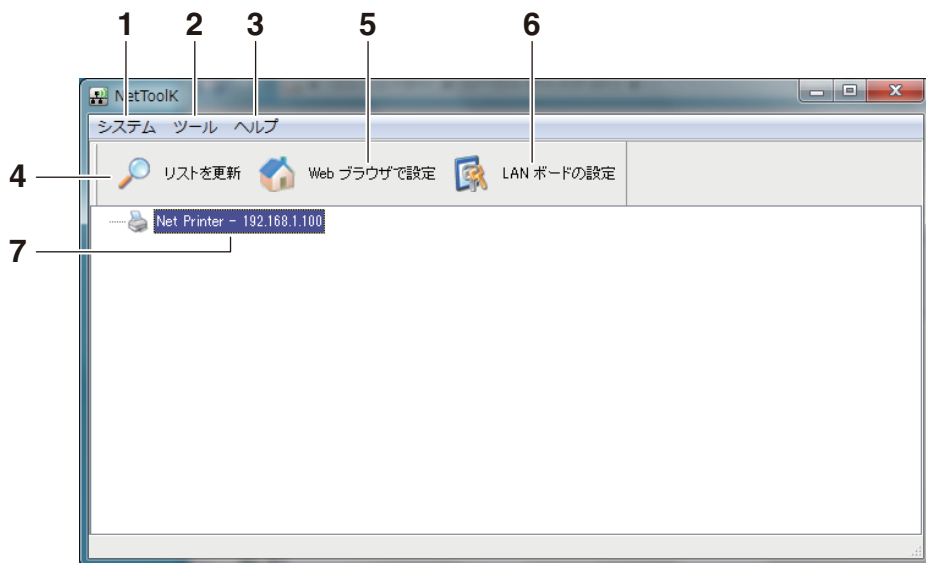 1 2 3 5 6
NetToolK
システム ツール ヘルプ
4 リストを更新 Web ブラウザで設定 LAN ボードの設定
Net Printer - 192.168.1.100
7